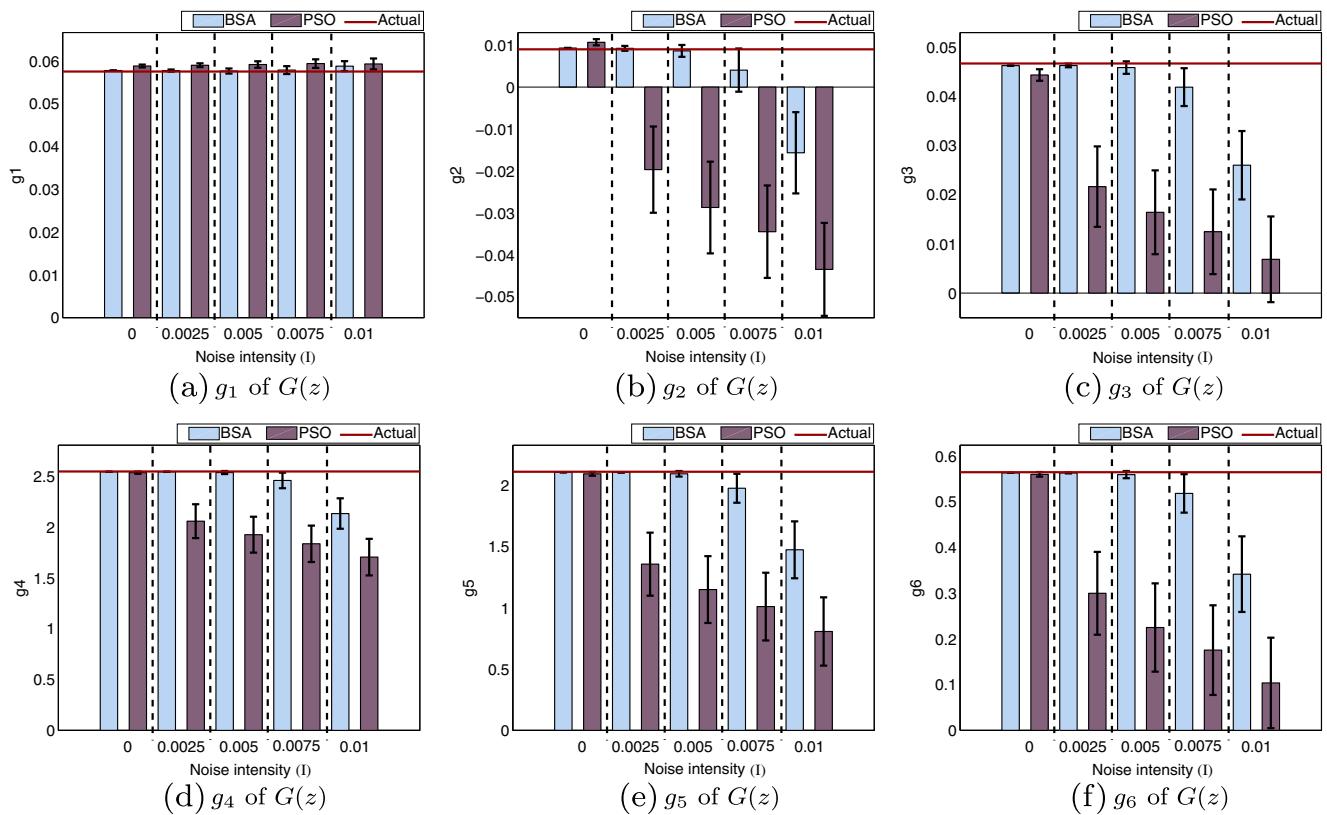 BSA PSO Actual
0.06
0.05
0.04
0.03
0.02
0.01
0
g1
0 0.0025 0.005 0.0075 0.01
Noise intensity (I)
(a) g1 of G(z)
BSA PSO Actual
0.01
0
−0.01
−0.02
−0.03
−0.04
−0.05
g2
0 0.0025 0.005 0.0075 0.01
Noise intensity (I)
(b) g2 of G(z)
BSA PSO Actual
0.05
0.04
0.03
0.02
0.01
0
g3
0 0.0025 0.005 0.0075 0.01
Noise intensity (I)
(c) g3 of G(z)
BSA PSO Actual
2.5
2
1.5
1
0.5
0
g4
0 0.0025 0.005 0.0075 0.01
Noise intensity (I)
(d) g4 of G(z)
BSA PSO Actual
2
1.5
1
0.5
0
g5
0 0.0025 0.005 0.0075 0.01
Noise intensity (I)
(e) g5 of G(z)
BSA PSO Actual
0.6
0.5
0.4
0.3
0.2
0.1
0
g6
0 0.0025 0.005 0.0075 0.01
Noise intensity (I)
(f) g6 of G(z)